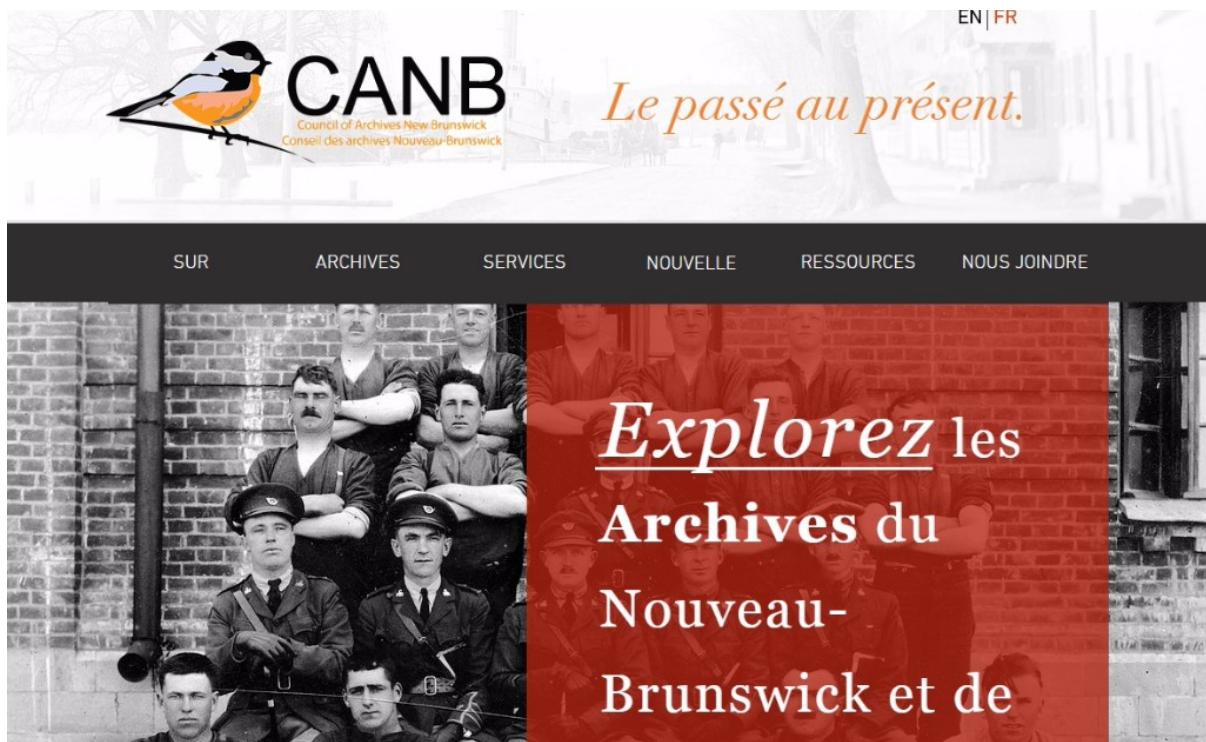 EN| FR
CANB
Council of Archives New Brunswick
Conseil des archives Nouveau-Brunswick
Le passé au présent.
SUR ARCHIVES SERVICES NOUVELLE RESSOURCES NOUS JOINDRE
Explorez les
Archives du
Nouveau-
Brunswick et de